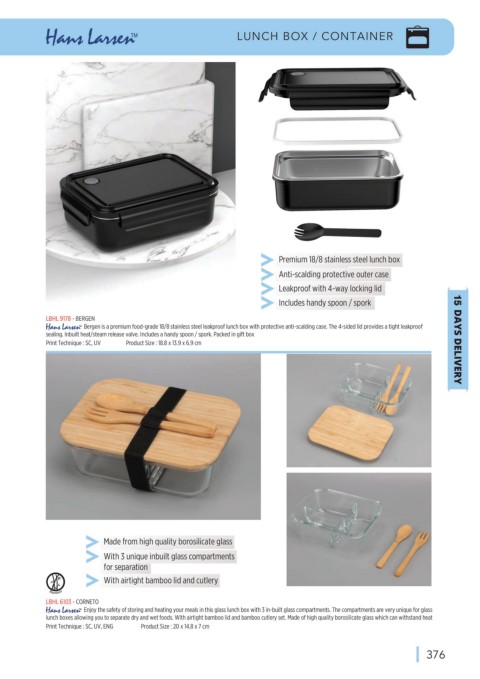 Hans Larsen™
LUNCH BOX / CONTAINER
Premium 18/8 stainless steel lunch box
Anti-scalding protective outer case
Leakproof with 4-way locking lid
Includes handy spoon / spork
15 DAYS DELIVERY
LBHL 9178 - BERGEN
Hans Larsen™ Bergen is a premium food-grade 18/8 stainless steel leakproof lunch box with protective anti-scalding case. The 4-sided lid provides a tight leakproof
sealing. Inbuilt heat/steam release valve. Includes a handy spoon / spork. Packed in gift box
Print Technique : SC, UV Product Size : 18.8 x 13.9 x 6.9 cm
Made from high quality borosilicate glass
With 3 unique inbuilt glass compartments
for separation
With airtight bamboo lid and cutlery
LBHL 6103 - CORNETO
Hans Larsen™ Enjoy the safety of storing and heating your meals in this glass lunch box with 3 in-built glass compartments. The compartments are very unique for glass
lunch boxes allowing you to separate dry and wet foods. With airtight bamboo lid and bamboo cutlery set. Made of high quality borosilicate glass which can withstand heat
Print Technique : SC, UV, ENG Product Size : 20 x 14.8 x 7 cm
376